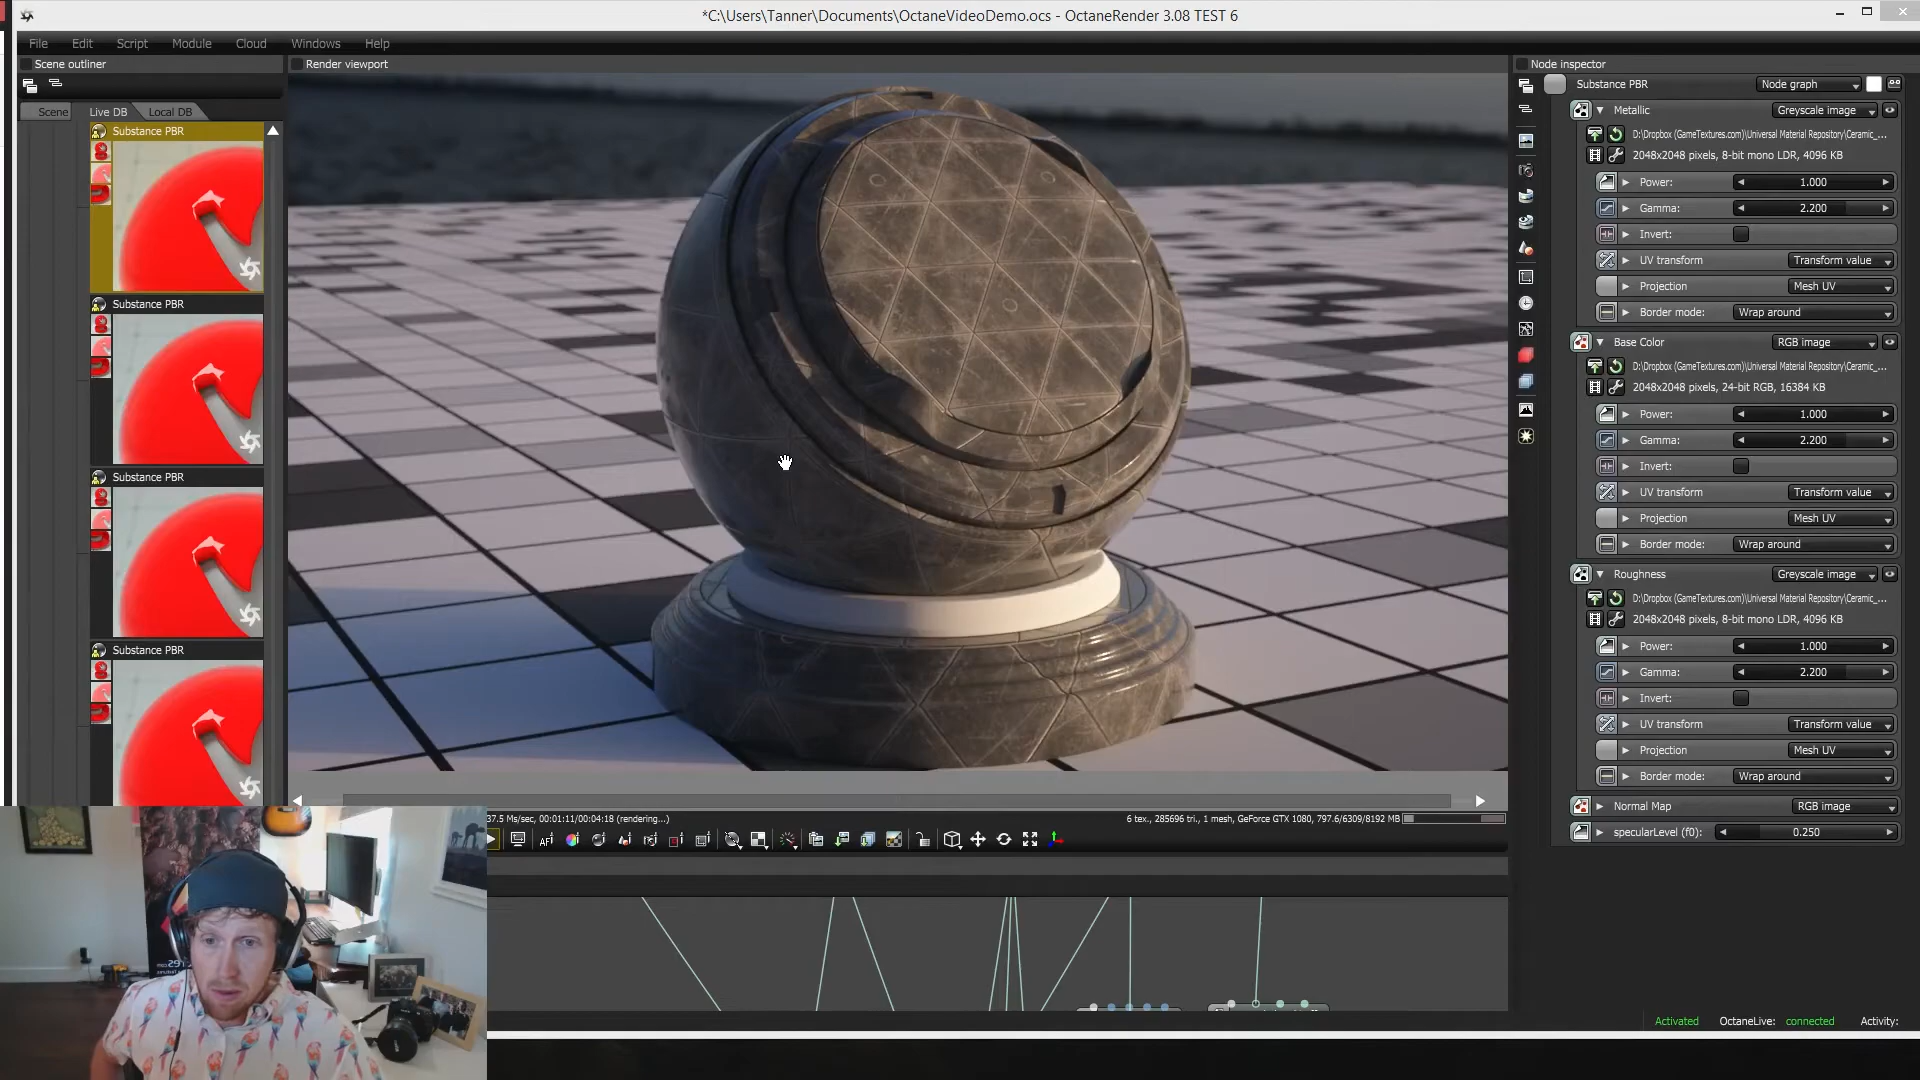 *C:\Users\Tanner\Documents\OctaneVideoDemo.ocs - OctaneRender 3.08 TEST 6
File Edit Script Module Cloud Windows Help
Scene outliner
Render viewport
Node inspector
Scene Live DB Local DB
Substance PBR
Substance PBR
Substance PBR
Substance PBR
Substance PBR Node graph
Metallic Greyscale image
D:\Dropbox (GameTextures.com)\Universal Material Repository\Ceramic_...
2048x2048 pixels, 8-bit mono LDR, 4096 KB
Power: 1.000
Gamma: 2.200
Invert:
UV transform Transform value
Projection Mesh UV
Border mode: Wrap around
Base Color RGB image
D:\Dropbox (GameTextures.com)\Universal Material Repository\Ceramic_...
2048x2048 pixels, 24-bit RGB, 16384 KB
Power: 1.000
Gamma: 2.200
Invert:
UV transform Transform value
Projection Mesh UV
Border mode: Wrap around
Roughness Greyscale image
D:\Dropbox (GameTextures.com)\Universal Material Repository\Ceramic_...
2048x2048 pixels, 8-bit mono LDR, 4096 KB
Power: 1.000
Gamma: 2.200
Invert:
UV transform Transform value
Projection Mesh UV
Border mode: Wrap around
Normal Map RGB image
specularLevel (f0): 0.250
37.5 Ms/sec, 00:01:11/00:04:18 (rendering...)
6 tex., 285696 tri., 1 mesh, GeForce GTX 1080, 797.6/6309/8192 MB
AF
Activated OctaneLive: connected Activity: